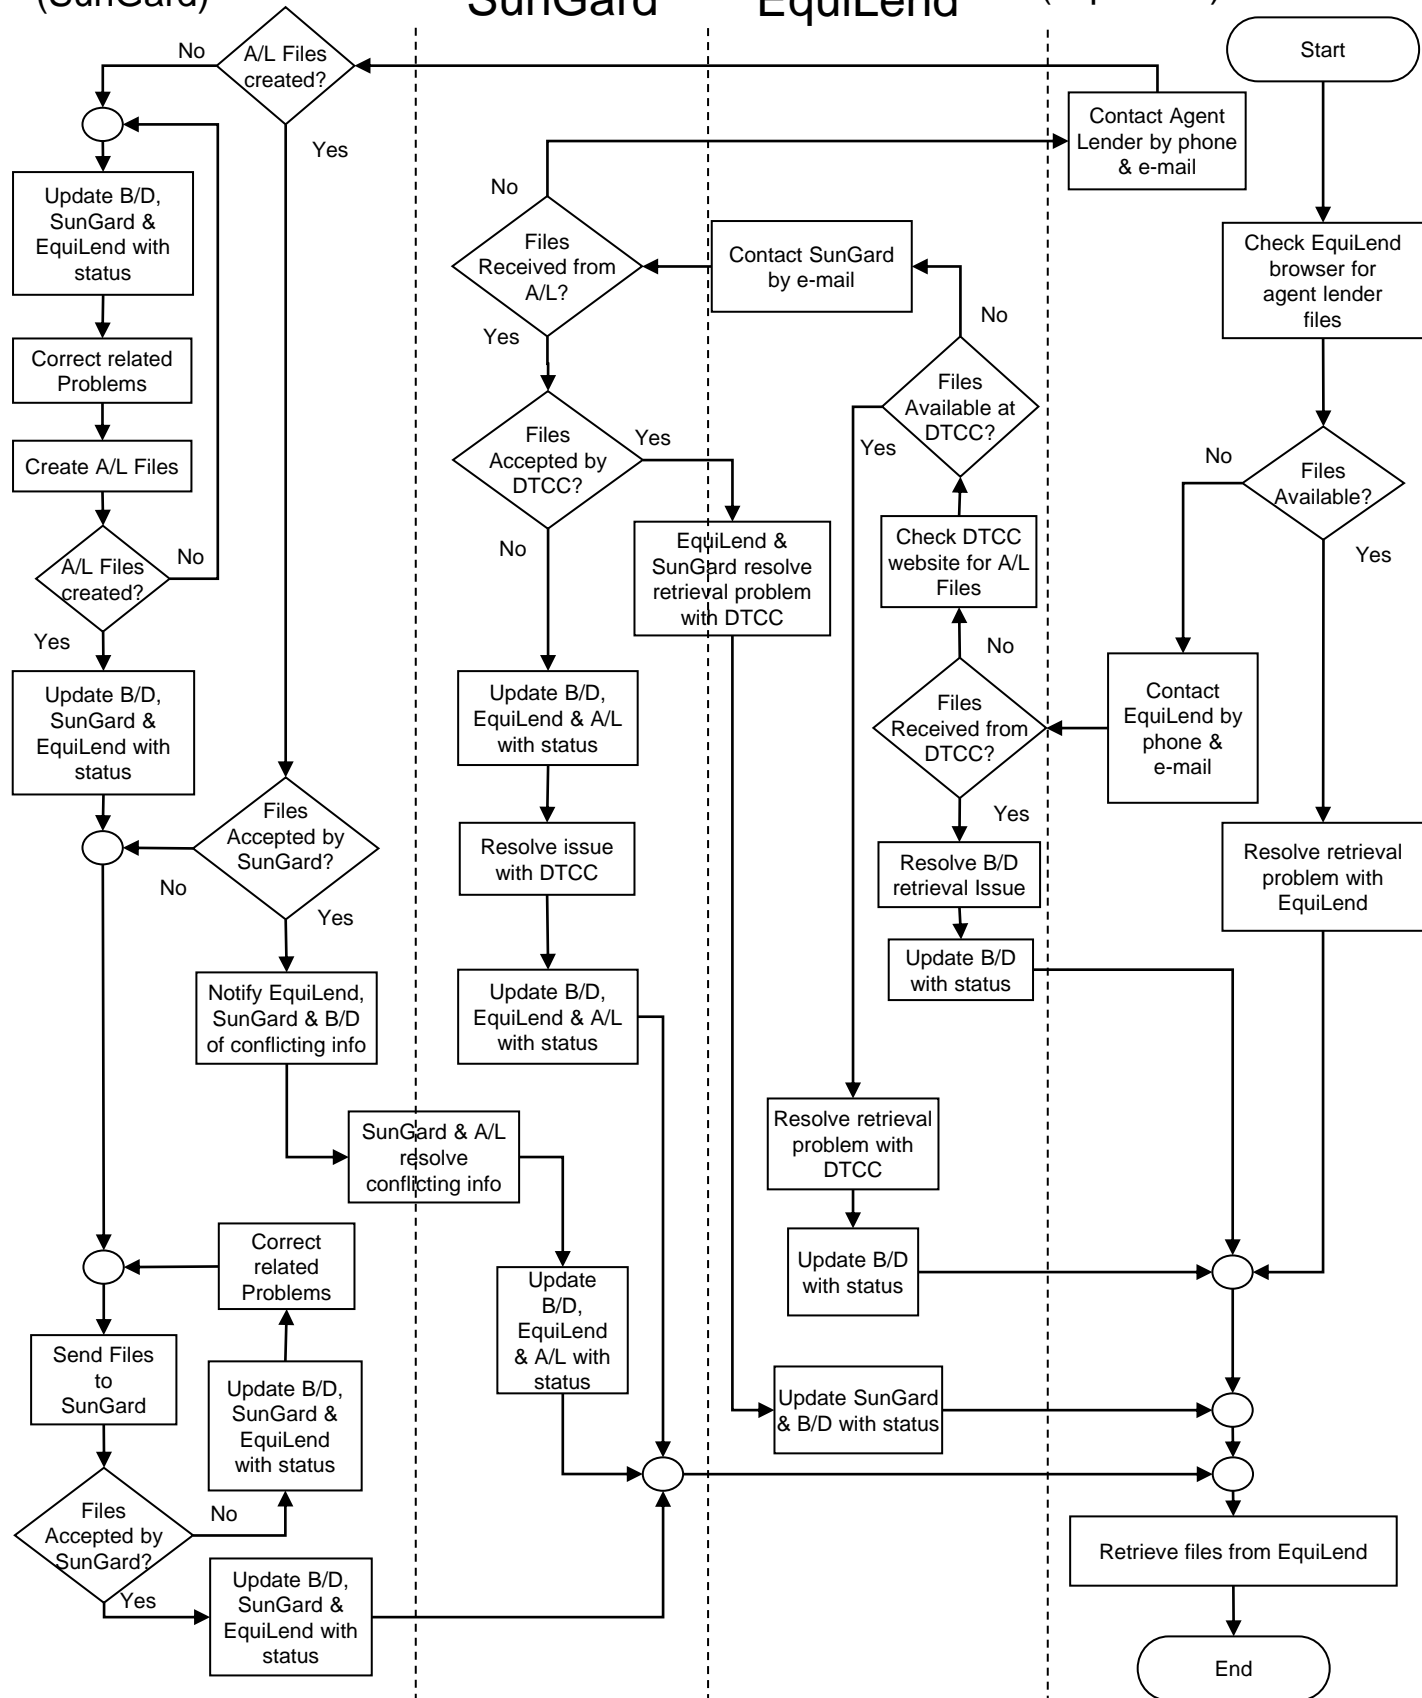 (SunGard)
SunGard
EquiLend
A/L Files
created?
No
Yes
Update B/D,
SunGard &
EquiLend with
status
Correct related
Problems
Create A/L Files
A/L Files
created?
No
Yes
Update B/D,
SunGard &
EquiLend with
status
Files
Accepted by
SunGard?
No
Yes
Notify EquiLend,
SunGard & B/D
of conflicting info
SunGard & A/L
resolve
conflicting info
Correct
related
Problems
Send Files
to
SunGard
Update B/D,
SunGard &
EquiLend
with status
Files
Accepted by
SunGard?
No
Yes
Update B/D,
SunGard &
EquiLend with
status
No
Files
Received from
A/L?
Yes
Files
Accepted by
DTCC?
Yes
No
EquiLend &
SunGard resolve
retrieval problem
with DTCC
Update B/D,
EquiLend & A/L
with status
Resolve issue
with DTCC
Update B/D,
EquiLend & A/L
with status
Update
B/D,
EquiLend
& A/L with
status
Contact SunGard
by e-mail
No
Files
Available at
DTCC?
Yes
Check DTCC
website for A/L
Files
No
Files
Received from
DTCC?
Yes
Resolve B/D
retrieval Issue
Update B/D
with status
Resolve retrieval
problem with
DTCC
Update B/D
with status
Update SunGard
& B/D with status
Start
Contact Agent
Lender by phone
& e-mail
Check EquiLend
browser for
agent lender
files
No
Files
Available?
Yes
Contact
EquiLend by
phone &
e-mail
Resolve retrieval
problem with
EquiLend
Retrieve files from EquiLend
End